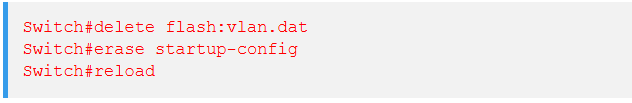 Switch#delete flash:vlan.dat
Switch#erase startup-config
Switch#reload